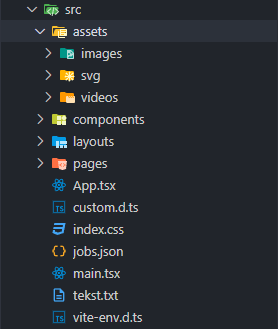 src
assets
images
svg
videos
components
layouts
pages
App.tsx
TS custom.d.ts
index.css
{} jobs.json
main.tsx
tekst.txt
TS vite-env.d.ts